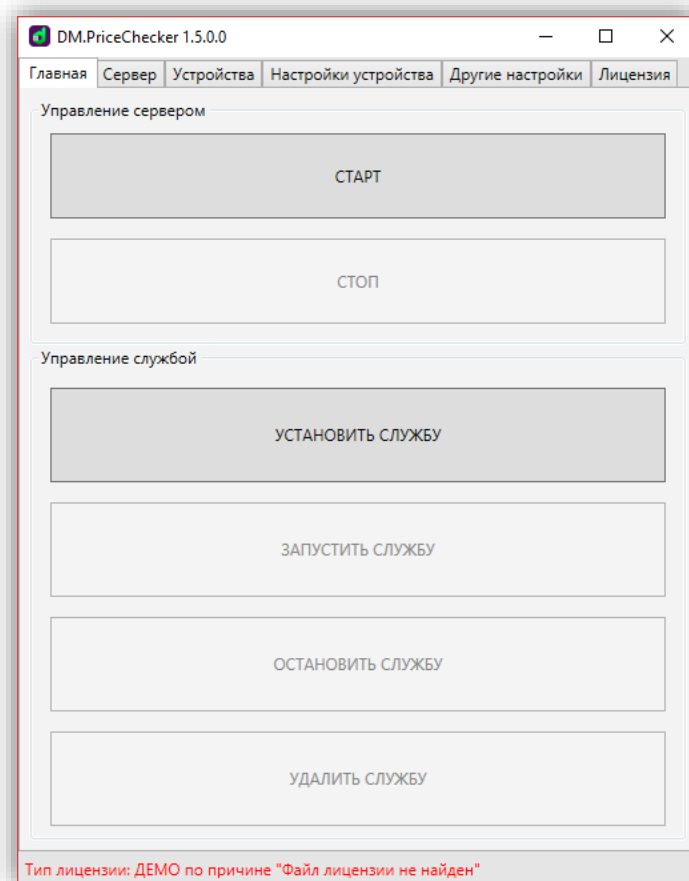 DM.PriceChecker 1.5.0.0
Главная Сервер Устройства Настройки устройства Другие настройки Лицензия
Управление сервером
СТАРТ
СТОП
Управление службой
УСТАНОВИТЬ СЛУЖБУ
ЗАПУСТИТЬ СЛУЖБУ
ОСТАНОВИТЬ СЛУЖБУ
УДАЛИТЬ СЛУЖБУ
Тип лицензии: ДЕМО по причине "Файл лицензии не найден"